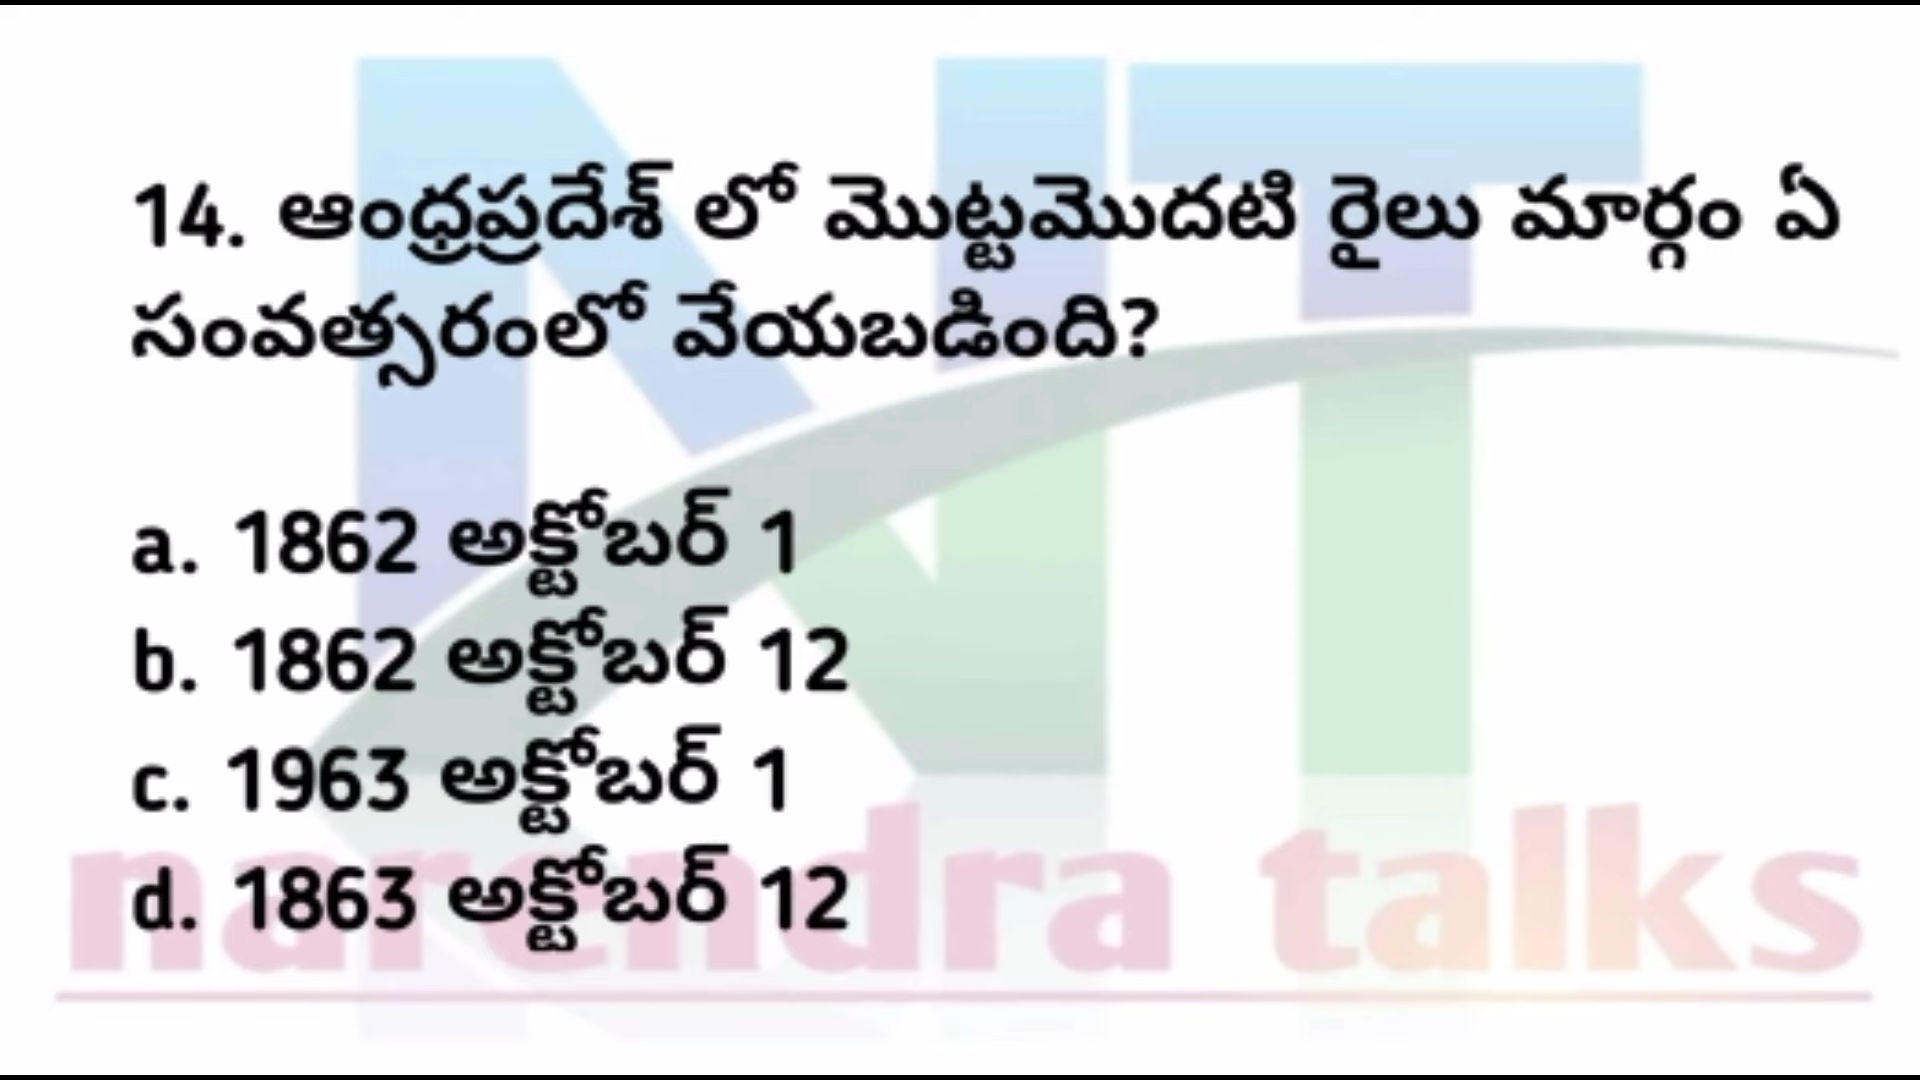 14. ఆంధ్రప్రదేశ్ లో మొట్టమొదటి రైలు మార్గం ఏ
సంవత్సరంలో వేయబడింది?
a. 1862 అక్టోబర్ 1
b. 1862 అక్టోబర్ 12
c. 1963 అక్టోబర్ 1
d. 1863 అక్టోబర్ 12
NT
narendra talks